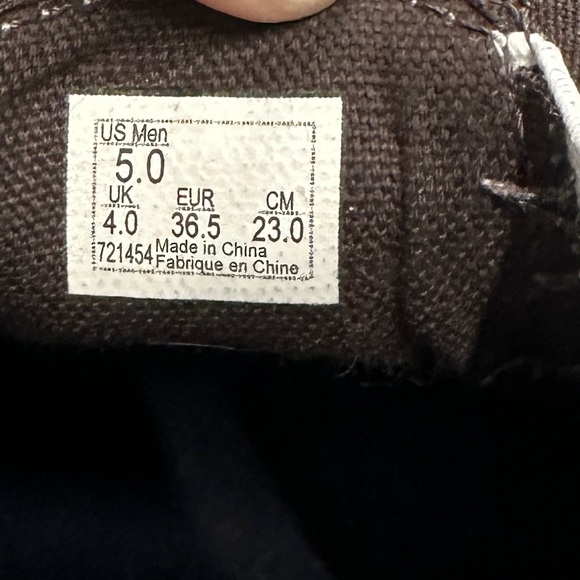 US Men
5.0
UK EUR CM
4.0 36.5 23.0
721454 Made in China
Fabrique en Chine